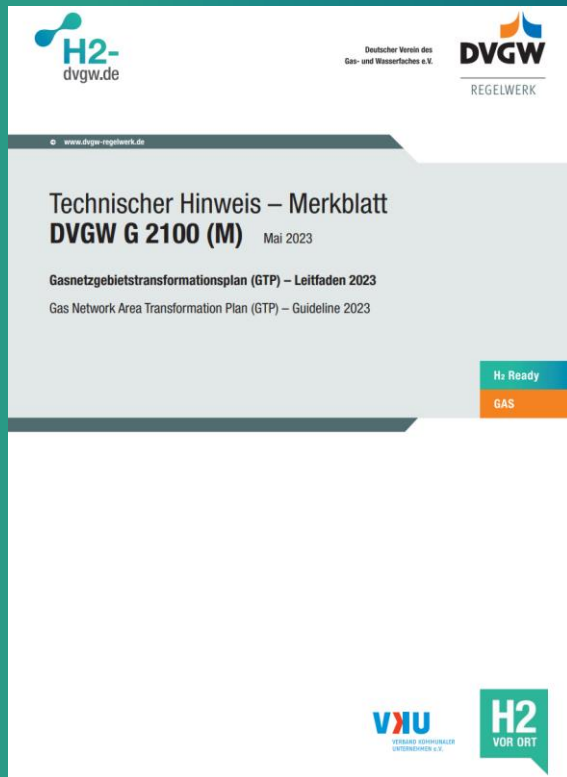 H2-
dvgw.de
Deutscher Verein des
Gas- und Wasserfaches e.V.
DVGW
REGELWERK
© www.dvgw-regelwerk.de
Technischer Hinweis – Merkblatt
DVGW G 2100 (M) Mai 2023
Gasnetzgebietstransformationsplan (GTP) – Leitfaden 2023
Gas Network Area Transformation Plan (GTP) – Guideline 2023
H₂ Ready
GAS
VKU
VERBAND KOMMUNALER
UNTERNEHMEN e.V.
H2
VOR ORT